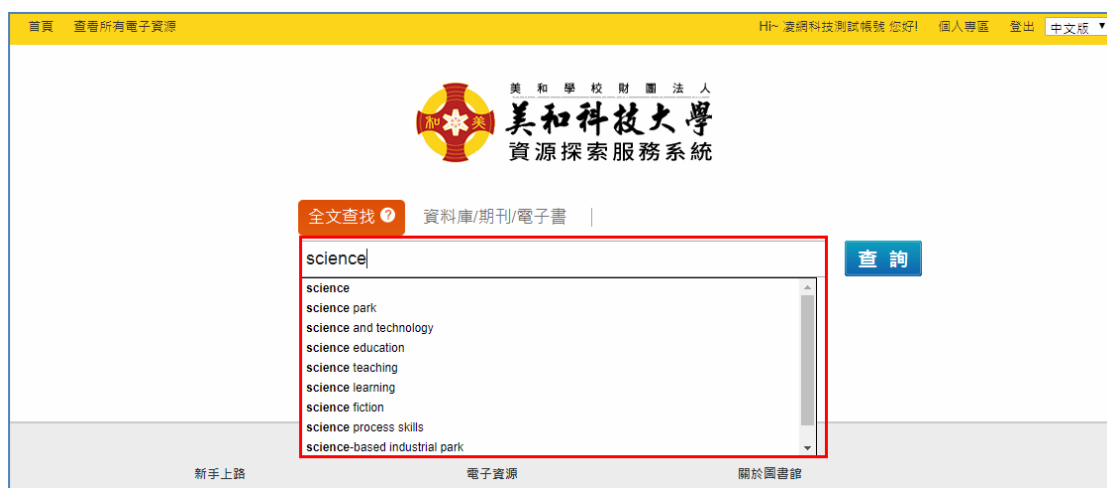 首頁 查看所有電子資源 Hi~ 凌網科技測試帳號 您好! 個人專區 登出 中文版
美和學校財團法人
和 美
美和科技大學
資源探索服務系統
全文查找 ? 資料庫/期刊/電子書
science 查 詢
science
science park
science and technology
science education
science teaching
science learning
science fiction
science process skills
science-based industrial park
新手上路 電子資源 關於圖書館